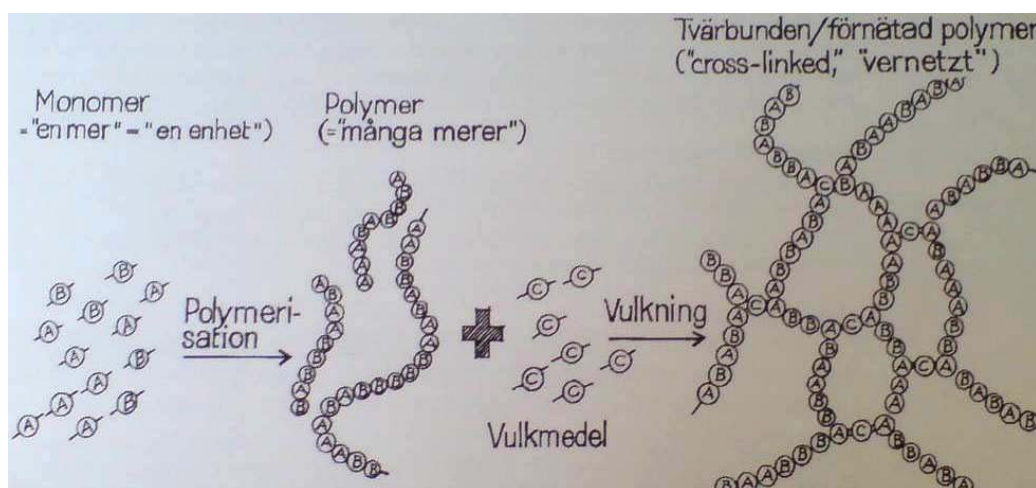 Monomer
="en mer"="en enhet")
Polymer
(="många merer")
Tvärbunden/förnätad polymer
("cross-linked," "vernetzt")
Polymeri-
sation
Vulkning
Vulkmedel